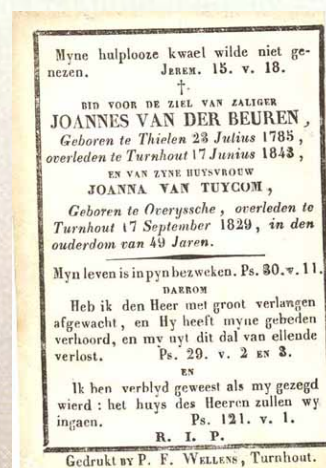 Myne hulplooze kwael wilde niet ge-
nezen. JEREM. 15. v. 18.
†.
BID VOOR DE ZIEL VAN ZALIGER
JOANNES VAN DER BEUREN,
Geboren te Thielen 23 Julius 1785,
overleden te Turnhout 17 Junius 1843,
EN VAN ZYNE HUYSVROUW
JOANNA VAN TUYCOM,
Geboren te Overyssche, overleden te
Turnhout 17 September 1829, in den
ouderdom van 49 Jaren.
Myn leven is in pyn bezweken. Ps. 30. v. 11.
DAEROM
Heb ik den Heer met groot verlangen
afgewacht, en Hy heeft myne gebeden
verhoord, en my uyt dit dal van ellende
verlost. Ps. 29. v. 2 EN 3.
EN
Ik ben verblyd geweest als my gezegd
wierd: het huys des Heeren zullen wy
ingaen. Ps. 121. v. 1.
R. I. P.
Gedrukt BY P. F. WELLENS, Turnhout.